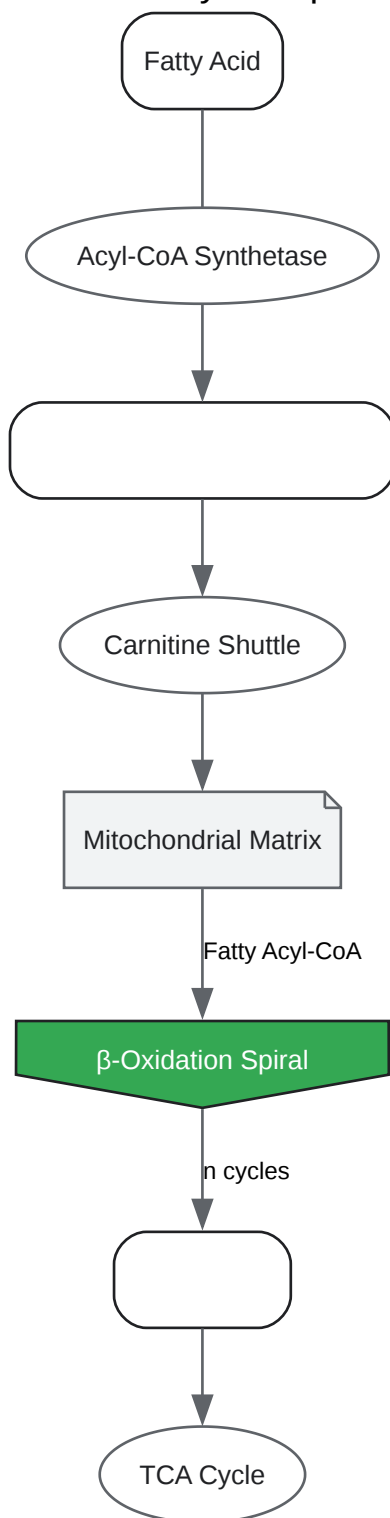 Fatty Acid
Acyl-CoA Synthetase
Carnitine Shuttle
Mitochondrial Matrix
Fatty Acyl-CoA
β-Oxidation Spiral
n cycles
TCA Cycle